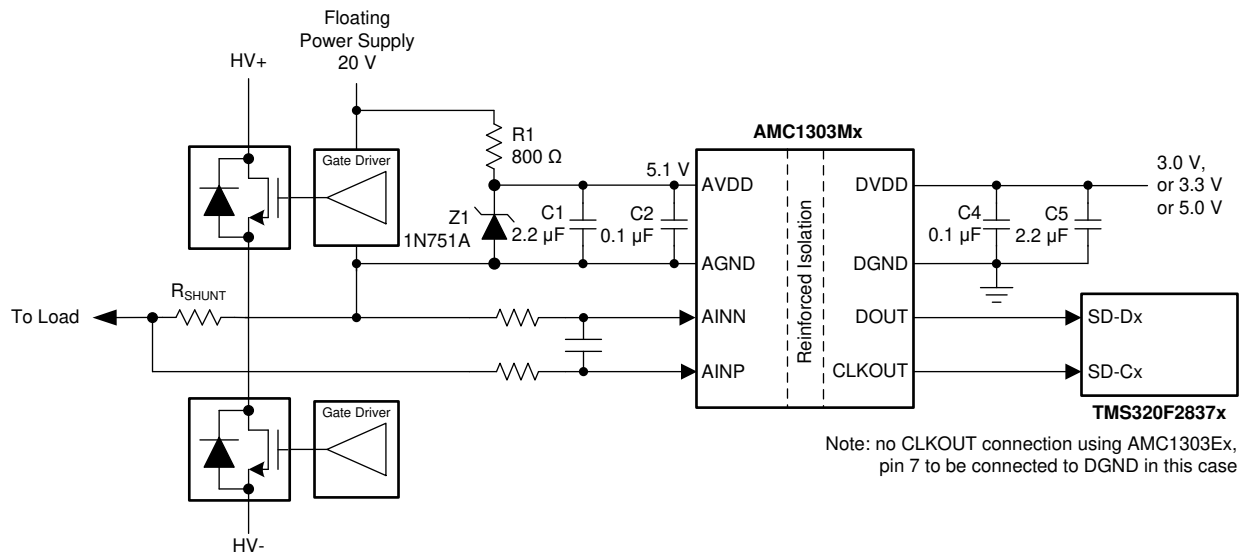 Floating
Power Supply
20 V
HV+
R1
800 Ω
AMC1303Mx
Gate Driver
5.1 V
AVDD
DVDD
3.0 V,
or 3.3 V
or 5.0 V
Z1
1N751A
C1
2.2 µF
C2
0.1 µF
C4
0.1 µF
C5
2.2 µF
AGND
DGND
Reinforced Isolation
RSHUNT
To Load
AINN
DOUT
SD-Dx
AINP
CLKOUT
SD-Cx
TMS320F2837x
Gate Driver
Note: no CLKOUT connection using AMC1303Ex,
pin 7 to be connected to DGND in this case
HV-